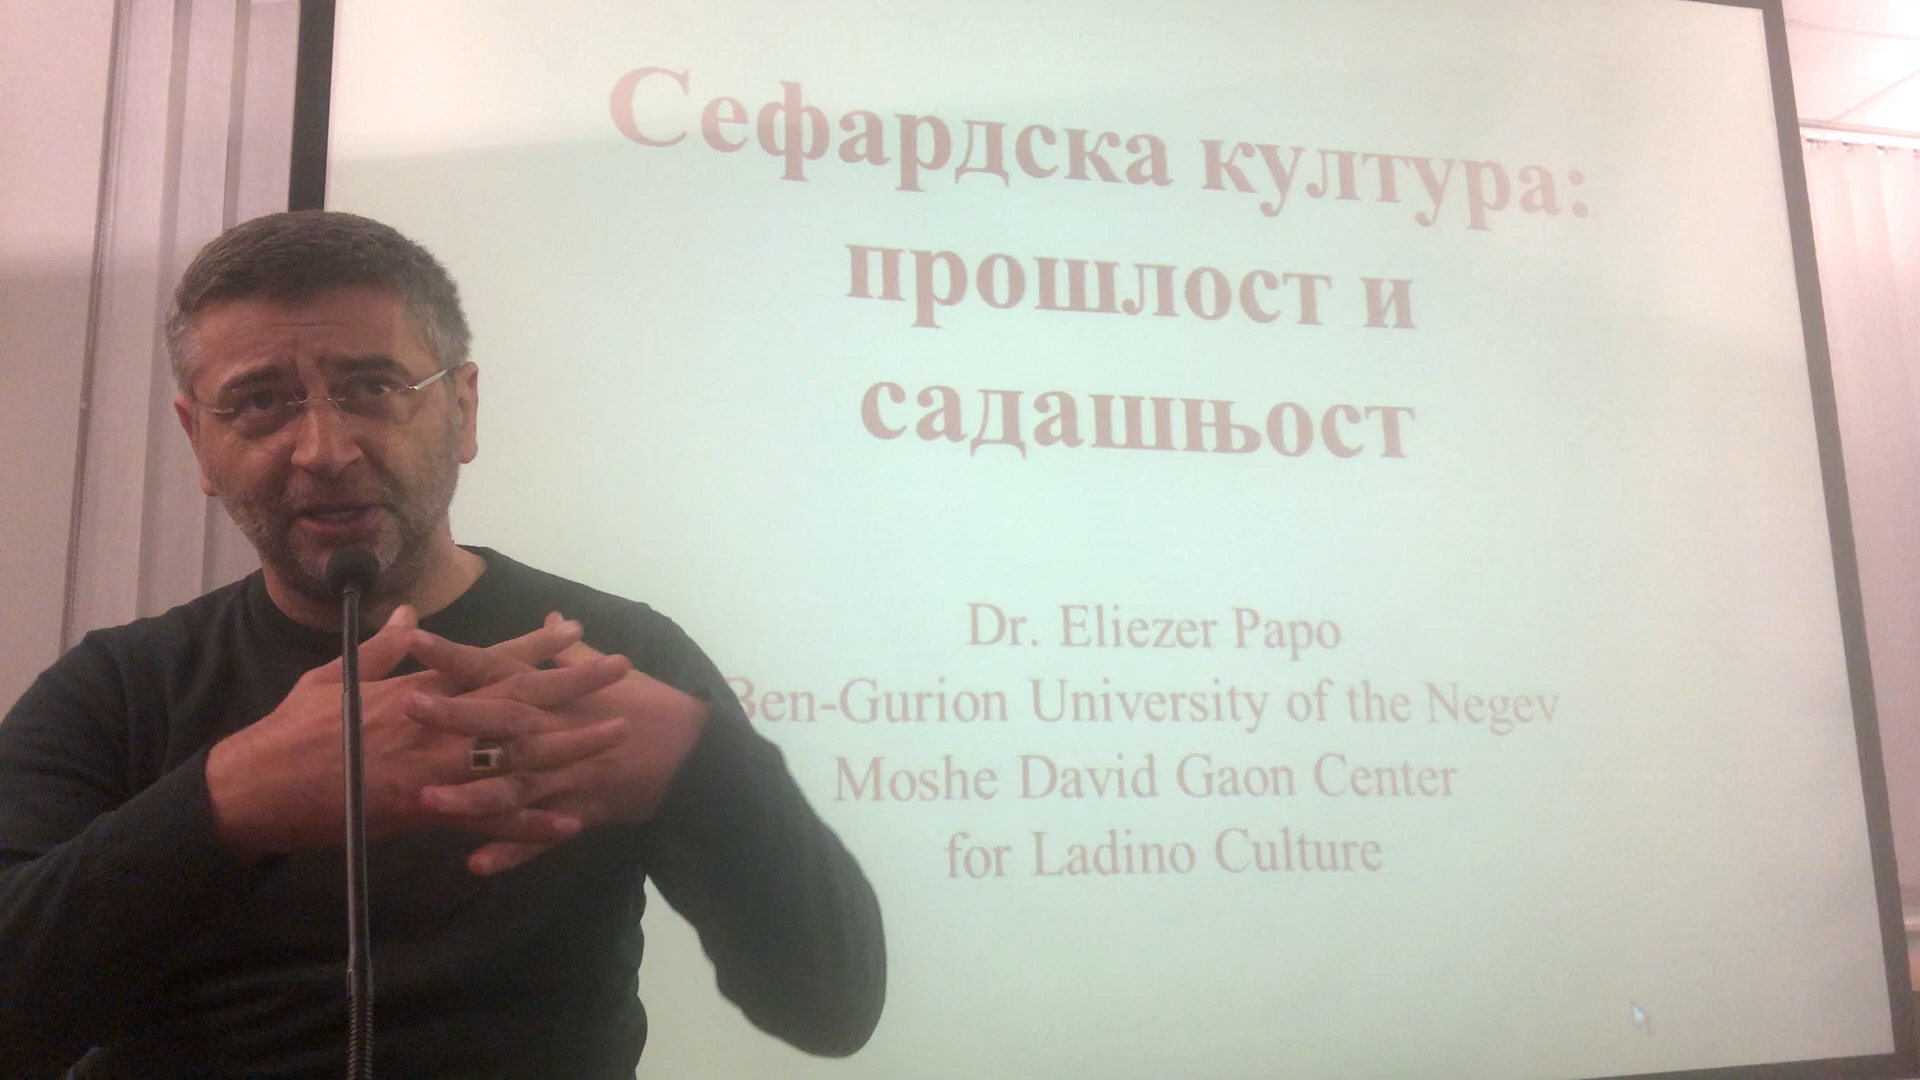 Сефардска култура:
прошлост и
садашњост
Dr. Eliezer Papo
Ben-Gurion University of the Negev
Moshe David Gaon Center
for Ladino Culture